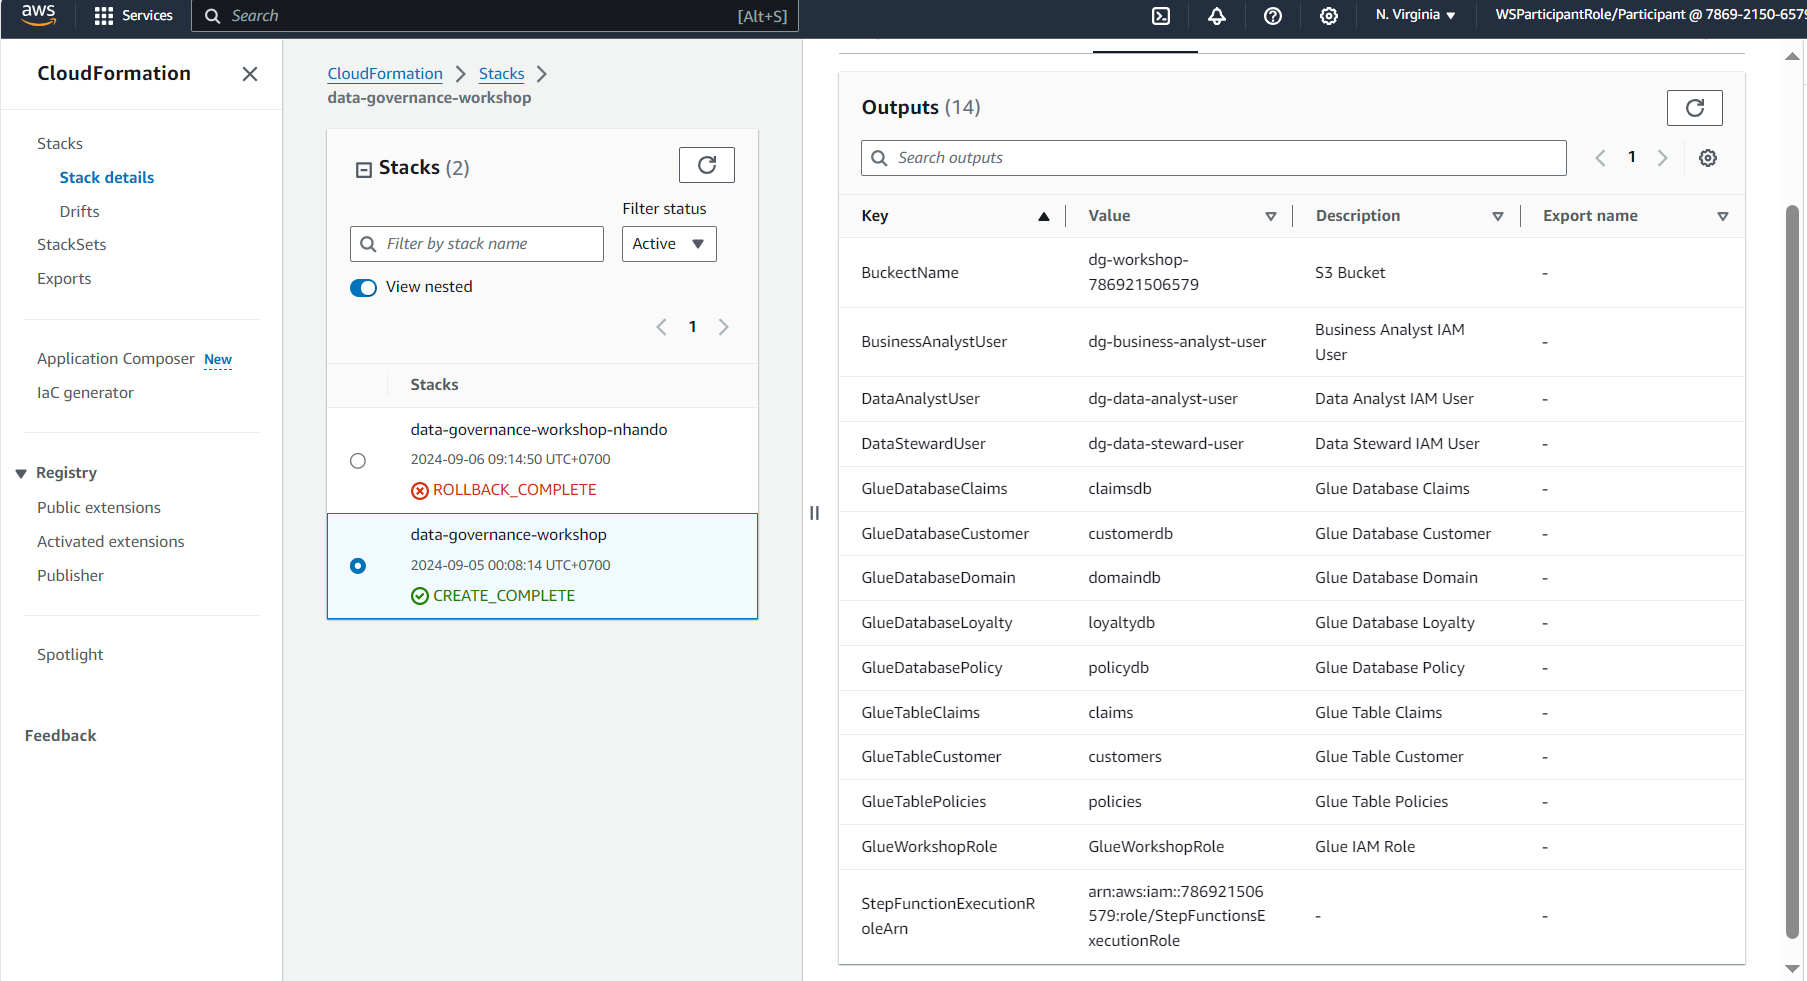 aws
Services
Search
[Alt+S]
N. Virginia
WSParticipantRole/Participant @ 7869-2150-6579
CloudFormation
Stacks
Stack details
Drifts
StackSets
Exports
Application Composer New
IaC generator
Registry
Public extensions
Activated extensions
Publisher
Spotlight
Feedback
CloudFormation
Stacks
data-governance-workshop
Stacks (2)
Filter status
Filter by stack name
Active
View nested
1
Stacks
data-governance-workshop-nhando
2024-09-06 09:14:50 UTC+0700
ROLLBACK_COMPLETE
data-governance-workshop
2024-09-05 00:08:14 UTC+0700
CREATE_COMPLETE
Outputs (14)
Search outputs
1
Key Value Description Export name
BuckectName
dg-workshop-
786921506579
S3 Bucket
-
BusinessAnalystUser
dg-business-analyst-user
Business Analyst IAM
User
-
DataAnalystUser dg-data-analyst-user Data Analyst IAM User -
DataStewardUser dg-data-steward-user Data Steward IAM User -
GlueDatabaseClaims claimsdb Glue Database Claims -
GlueDatabaseCustomer customerdb Glue Database Customer -
GlueDatabaseDomain domaindb Glue Database Domain -
GlueDatabaseLoyalty loyaltydb Glue Database Loyalty -
GlueDatabasePolicy policydb Glue Database Policy -
GlueTableClaims claims Glue Table Claims -
GlueTableCustomer customers Glue Table Customer -
GlueTablePolicies policies Glue Table Policies -
GlueWorkshopRole GlueWorkshopRole Glue IAM Role -
StepFunctionExecutionR
oleArn
arn:aws:iam::786921506
579:role/StepFunctionsE
xecutionRole
-
-